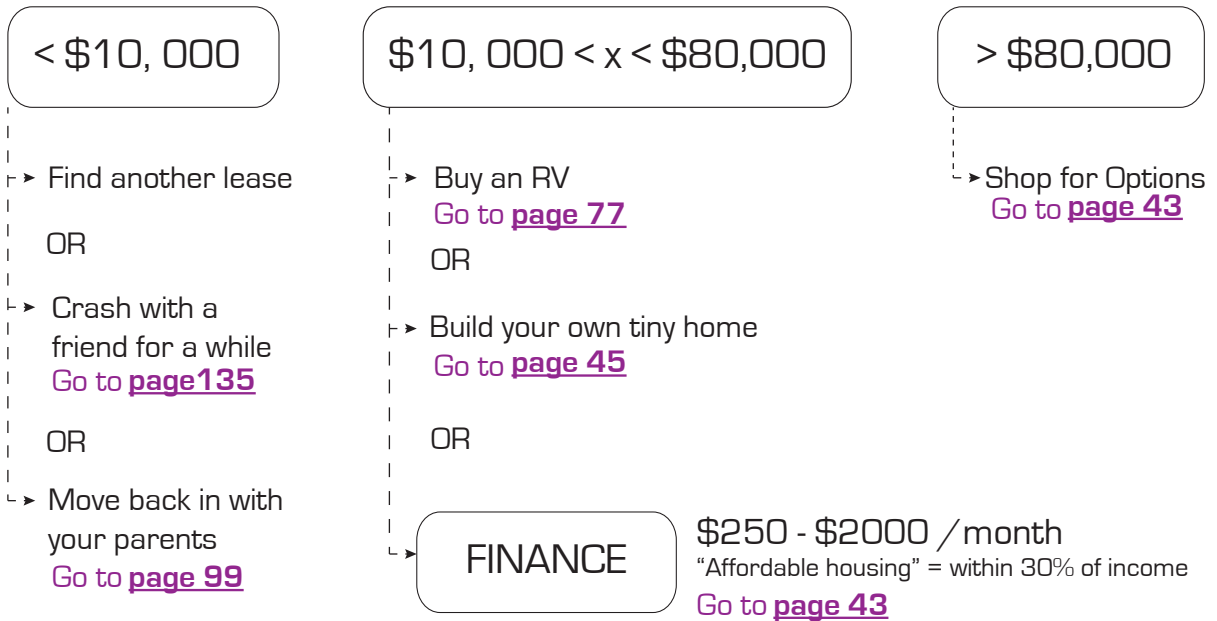 < $10, 000
Find another lease
OR
Crash with a
friend for a while
Go to page135
OR
Move back in with
your parents
Go to page 99
$10, 000 < x < $80,000
Buy an RV
Go to page 77
OR
Build your own tiny home
Go to page 45
OR
FINANCE
$250 - $2000 /month
“Affordable housing” = within 30% of income
Go to page 43
> $80,000
Shop for Options
Go to page 43